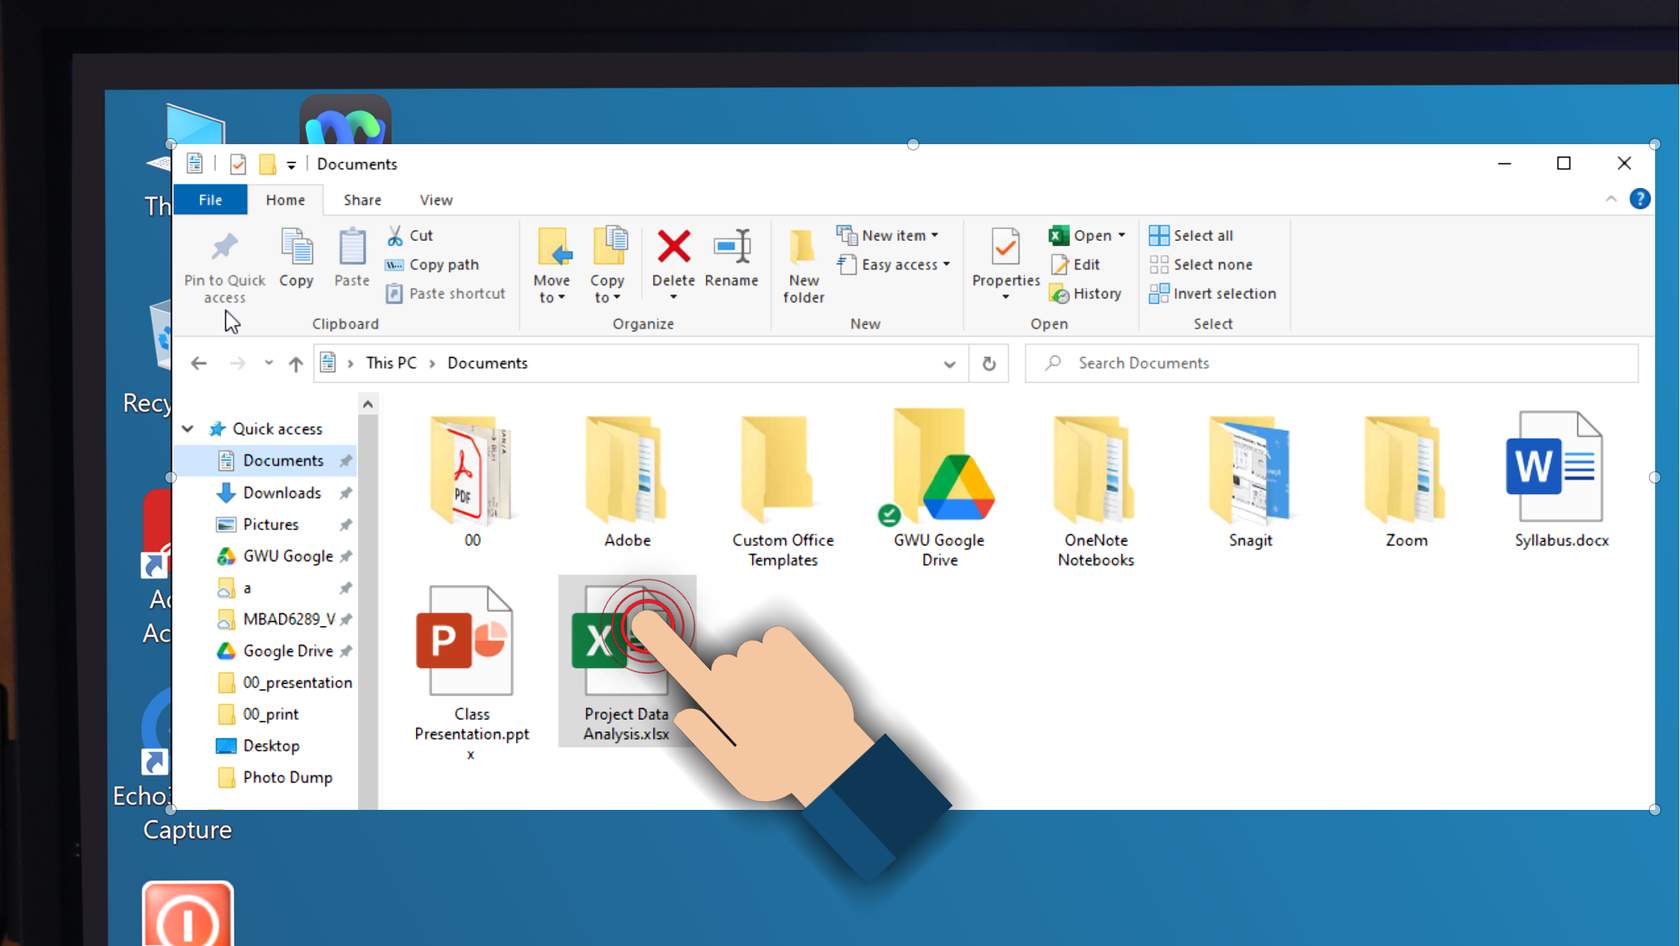 Documents
Th
File
Home
Share
View
Pin to Quick
access
Copy
Paste
Cut
Copy path
Paste shortcut
Clipboard
Move
to
Copy
to
Delete
Rename
Organize
New
folder
New item
Easy access
New
Properties
Open
Edit
History
Open
Select all
Select none
Invert selection
Select
This PC
Documents
Search Documents
Recy
Quick access
Documents
Downloads
Pictures
GWU Google
a
MBAD6289_V
Google Drive
00_presentation
00_print
Desktop
Photo Dump
Ac
Ac
Echo3
Capture
PDF
00
Adobe
Custom Office
Templates
GWU Google
Drive
OneNote
Notebooks
Snagit
Zoom
W
Syllabus.docx
P
Class
Presentation.ppt
x
X
Project Data
Analysis.xlsx